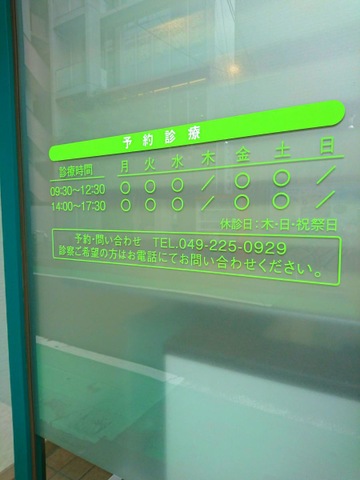 予約診療
診療時間 月 火 水 木 金 土 日
09:30～12:30 ○ ○ ○ ／ ○ ○ ／
14:00～17:30 ○ ○ ○ ／ ○ ○ ／
休診日：木・日・祝祭日
予約・問い合わせ TEL.049-225-0929
診察ご希望の方はお電話にてお問い合わせください。